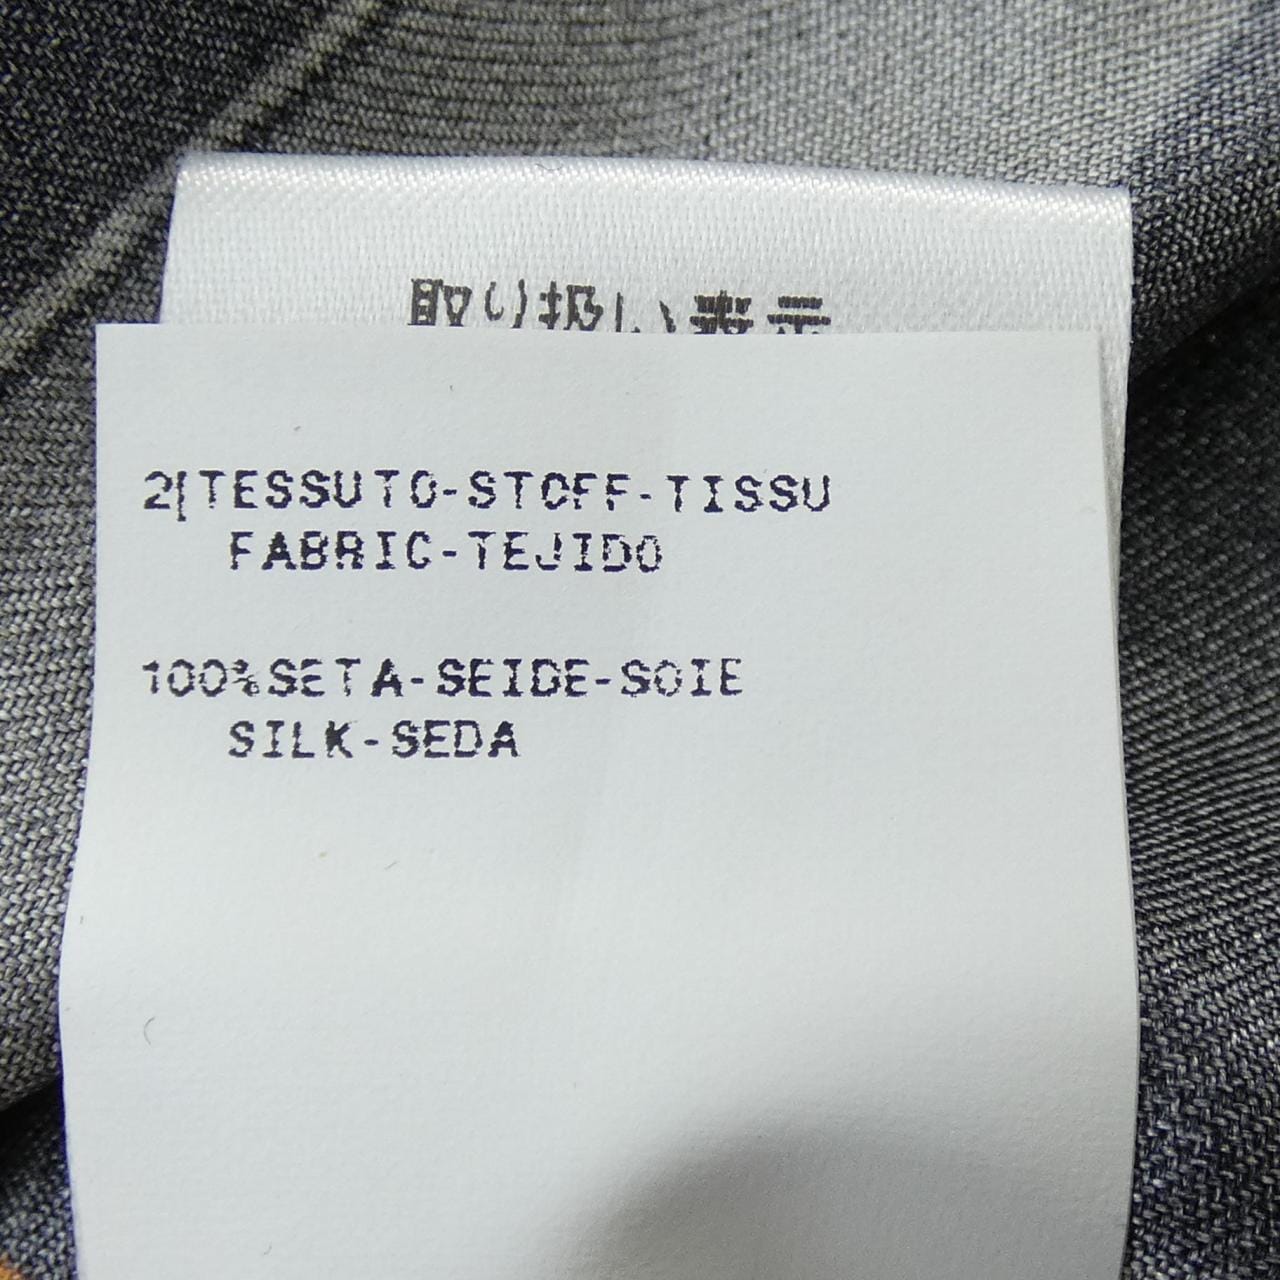 取り扱い表示
2[TESSUTO-STOFF-TISSU
FABRIC-TEJIDO
100%SETA-SEIDE-SOIE
SILK-SEDA